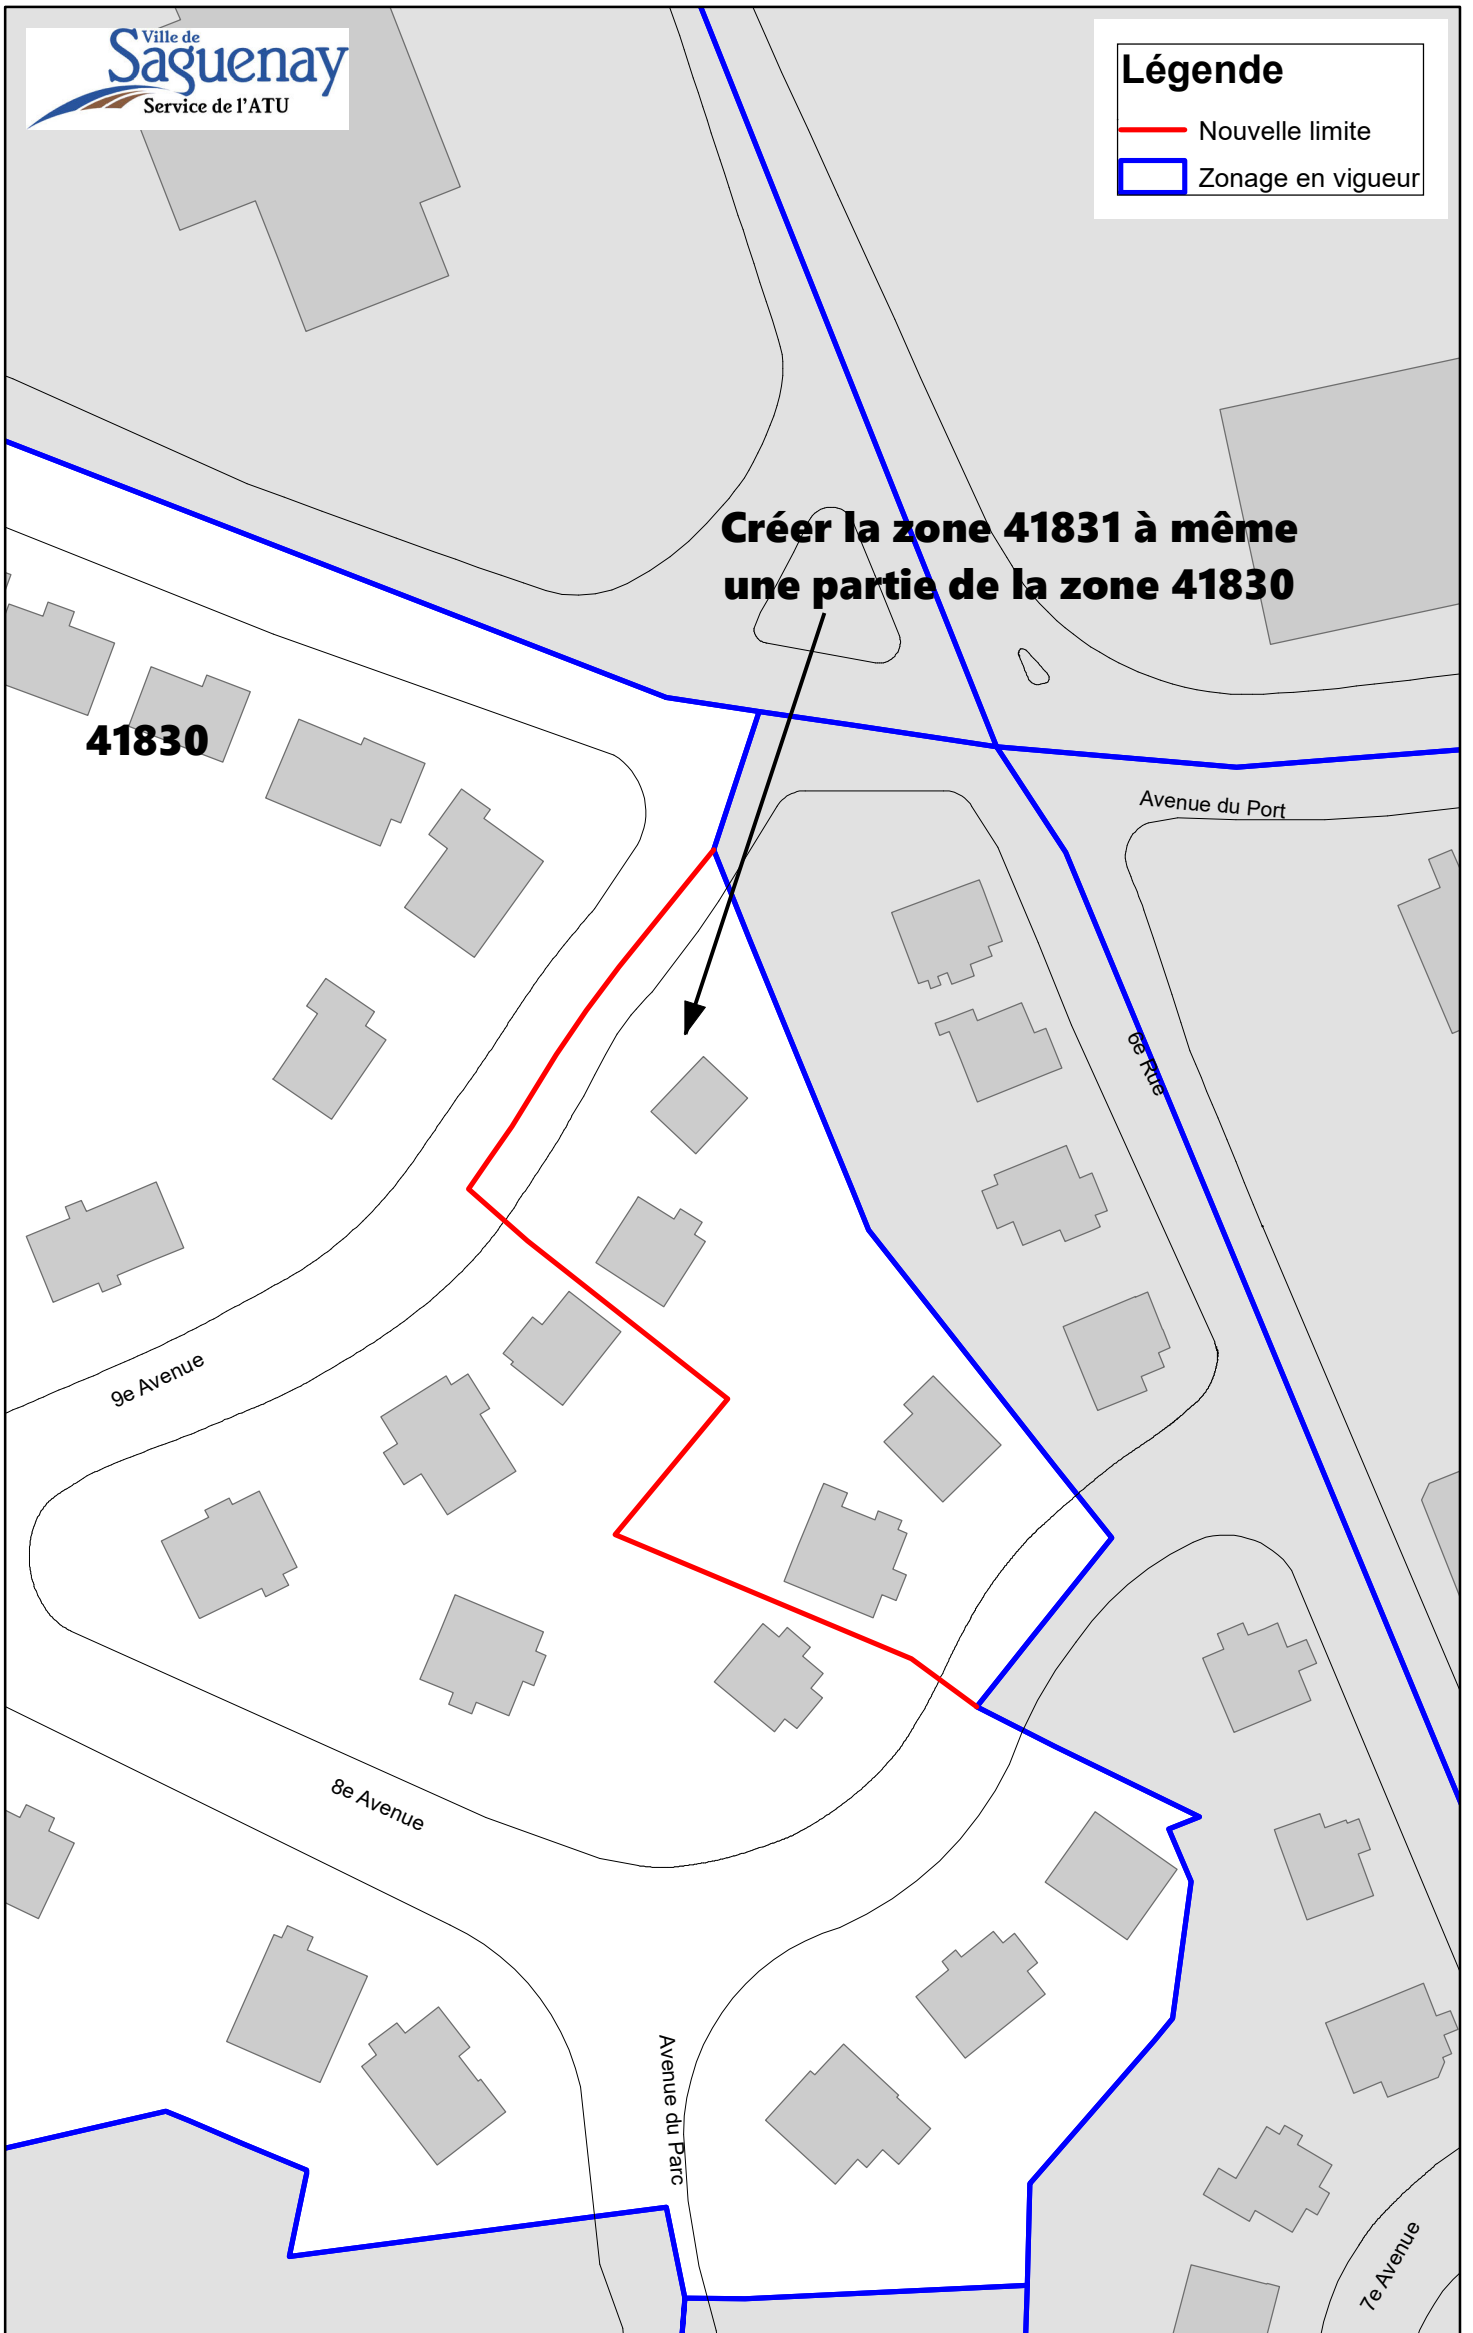 Ville de
Saguenay
Service de l'ATU
Légende
Nouvelle limite
Zonage en vigueur
Créer la zone 41831 à même
une partie de la zone 41830
41830
Avenue du Port
6e Rue
9e Avenue
8e Avenue
Avenue du Parc
7e Avenue